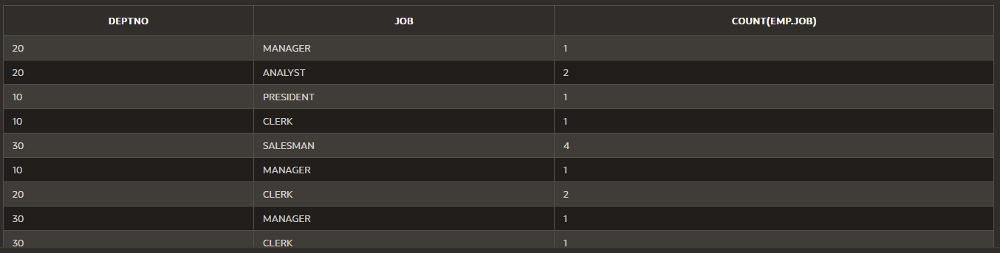 DEPTNO JOB COUNT(EMP.JOB)
20 MANAGER 1
20 ANALYST 2
10 PRESIDENT 1
10 CLERK 1
30 SALESMAN 4
10 MANAGER 1
20 CLERK 2
30 MANAGER 1
30 CLERK 1